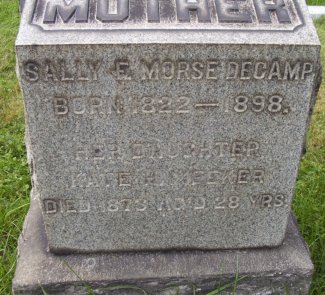 MOTHER
SALLY E. MORSE DECAMP
BORN 1822–1898.
HER DAUGHTER
KATE H. MEEKER
DIED 1873 AGED 28 YRS